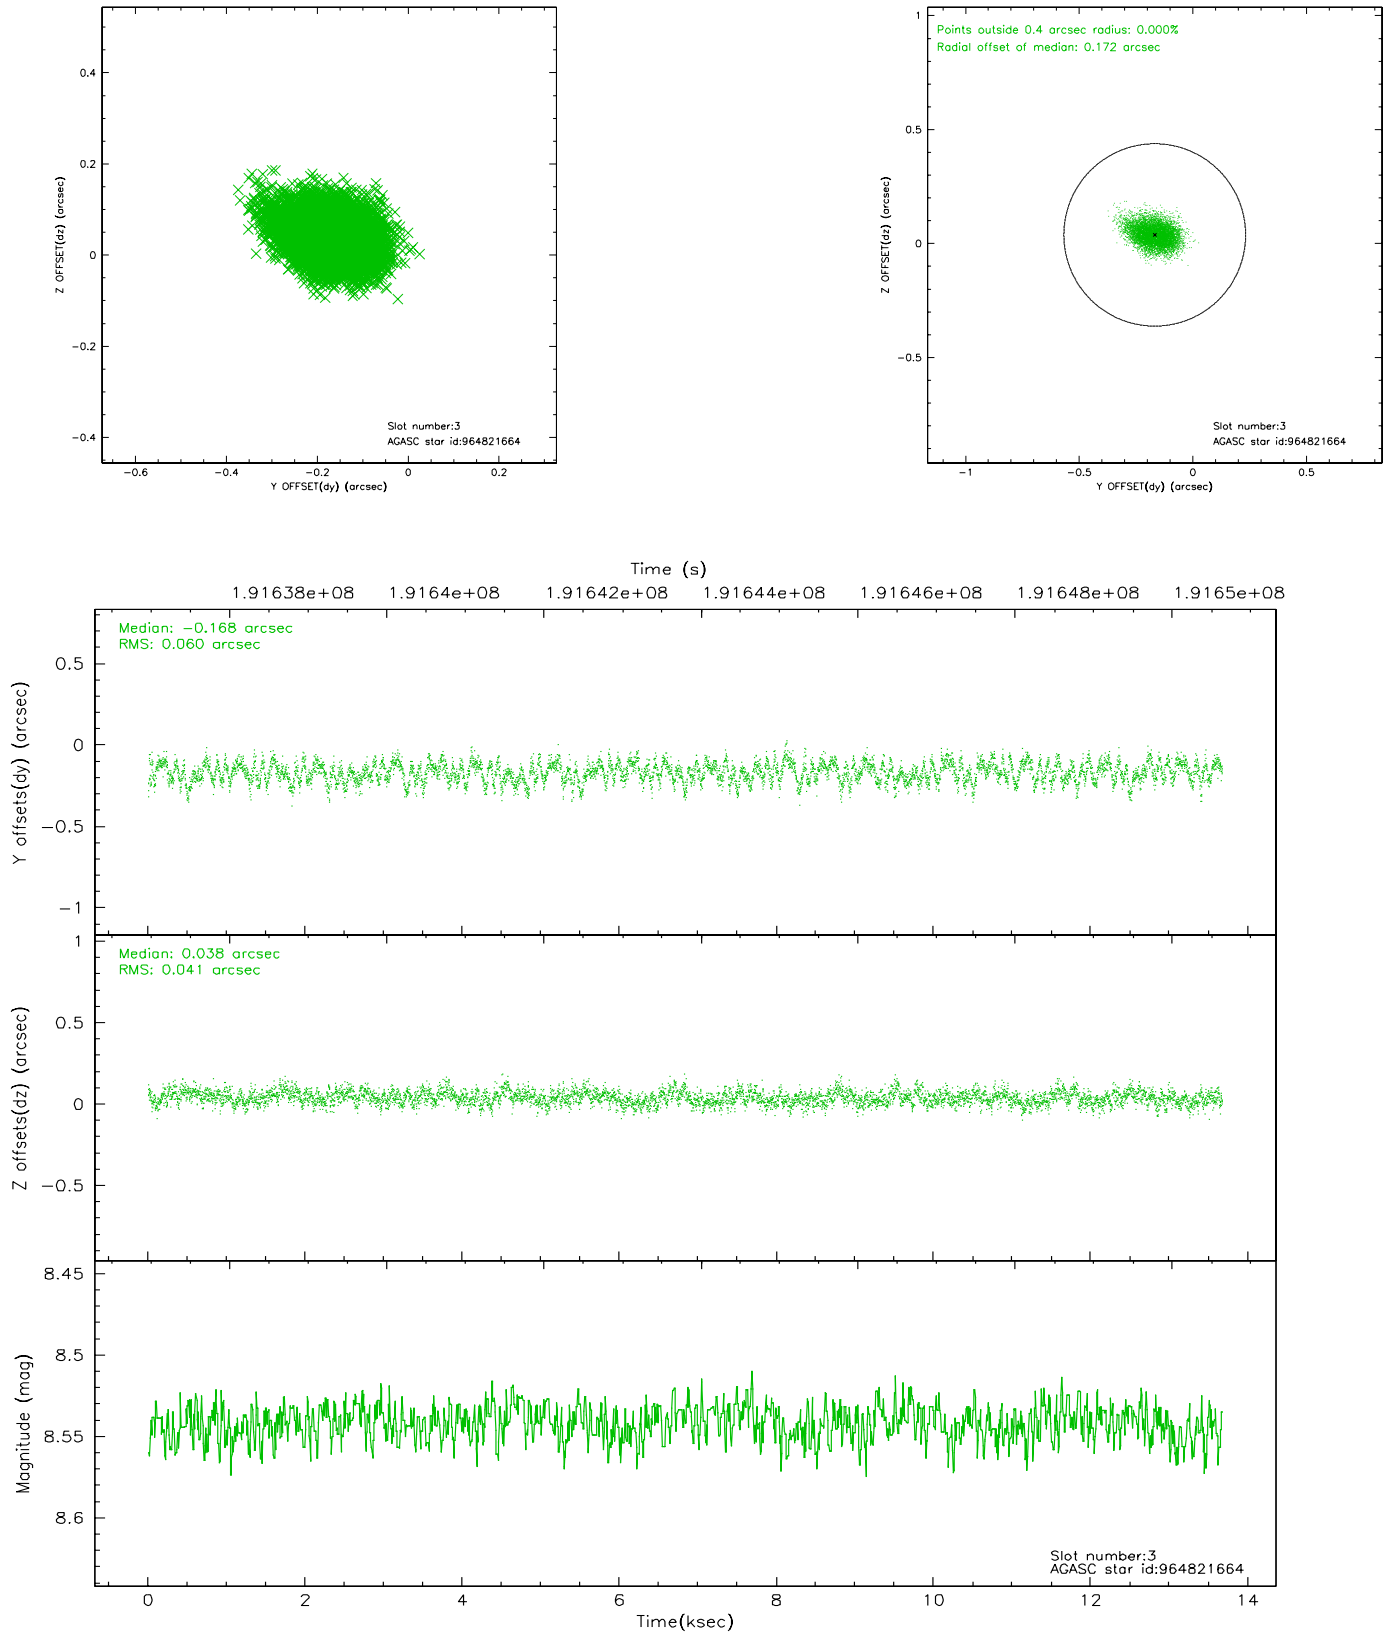 0.4
0.2
0
−0.2
−0.4
Z OFFSET(dz) (arcsec)
Slot number:3
AGASC star id:964821664
−0.6 −0.4 −0.2 0 0.2
Y OFFSET(dy) (arcsec)
Points outside 0.4 arcsec radius: 0.000%
Radial offset of median: 0.172 arcsec
1
0.5
0
−0.5
Z OFFSET(dz) (arcsec)
Slot number:3
AGASC star id:964821664
−1 −0.5 0 0.5
Y OFFSET(dy) (arcsec)
Time (s)
1.91638e+08 1.9164e+08 1.91642e+08 1.91644e+08 1.91646e+08 1.91648e+08 1.9165e+08
Median: −0.168 arcsec
RMS: 0.060 arcsec
0.5
0
−0.5
−1
Y offsets(dy) (arcsec)
Median: 0.038 arcsec
RMS: 0.041 arcsec
1
0.5
0
−0.5
Z offsets(dz) (arcsec)
8.45
8.5
8.55
8.6
Magnitude (mag)
Slot number:3
AGASC star id:964821664
0 2 4 6 8 10 12 14
Time(ksec)